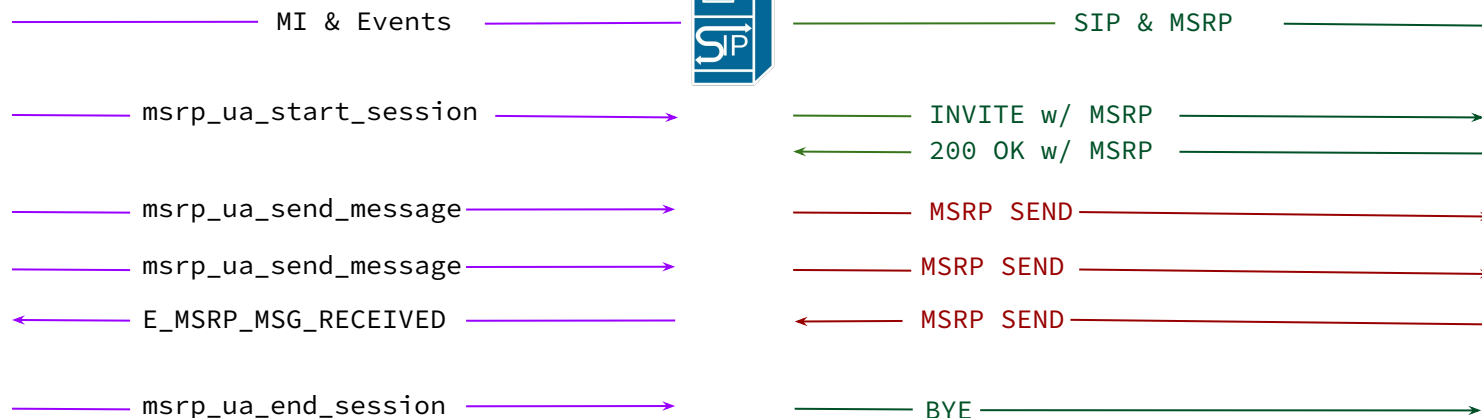 MI & Events
SIP & MSRP
SIP
msrp_ua_start_session
INVITE w/ MSRP
200 OK w/ MSRP
msrp_ua_send_message
MSRP SEND
msrp_ua_send_message
MSRP SEND
E_MSRP_MSG_RECEIVED
MSRP SEND
msrp_ua_end_session
BYE